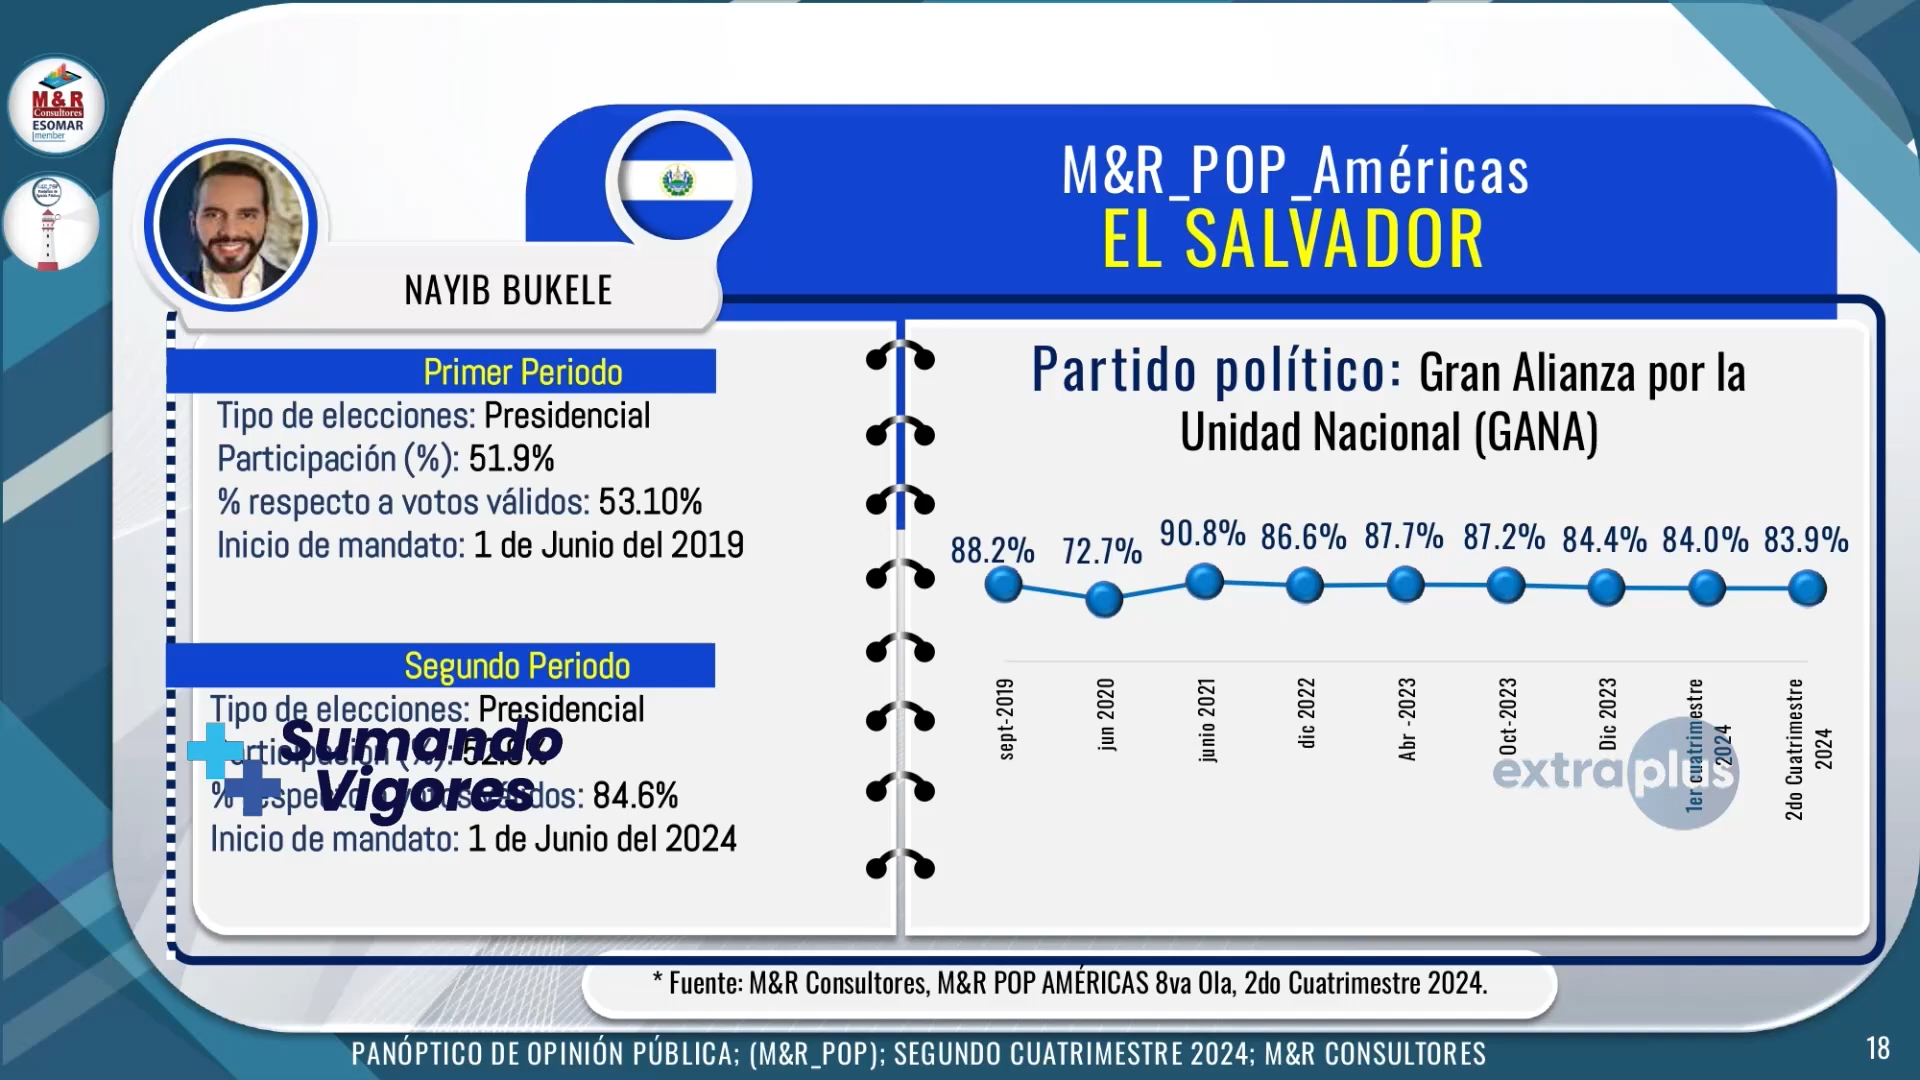 M&R
Consultores
ESOMAR
member
M&R_POP_Américas
EL SALVADOR
NAYIB BUKELE
Primer Periodo
Tipo de elecciones: Presidencial
Participación (%): 51.9%
% respecto a votos válidos: 53.10%
Inicio de mandato: 1 de Junio del 2019
Segundo Periodo
Tipo de elecciones: Presidencial
Participación (%):
% respecto a votos válidos: 84.6%
Inicio de mandato: 1 de Junio del 2024
Sumando
Vigores
Partido político: Gran Alianza por la
Unidad Nacional (GANA)
88.2% 72.7% 90.8% 86.6% 87.7% 87.2% 84.4% 84.0% 83.9%
sept-2019
jun 2020
junio 2021
dic 2022
Abr -2023
Oct-2023
Dic 2023
1er cuatrimestre
2024
2do Cuatrimestre
2024
extraplus
* Fuente: M&R Consultores, M&R POP AMÉRICAS 8va Ola, 2do Cuatrimestre 2024.
PANÓPTICO DE OPINIÓN PÚBLICA; (M&R_POP); SEGUNDO CUATRIMESTRE 2024; M&R CONSULTORES
18